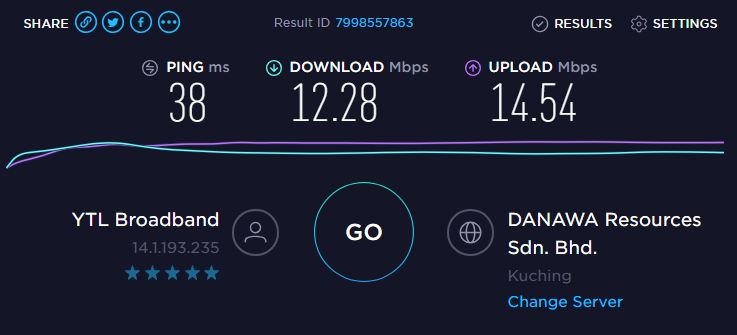 SHARE
Result ID 7998557863
RESULTS
SETTINGS
PING ms
38
DOWNLOAD Mbps
12.28
UPLOAD Mbps
14.54
YTL Broadband
14.1.193.235
GO
DANAWA Resources
Sdn. Bhd.
Kuching
Change Server